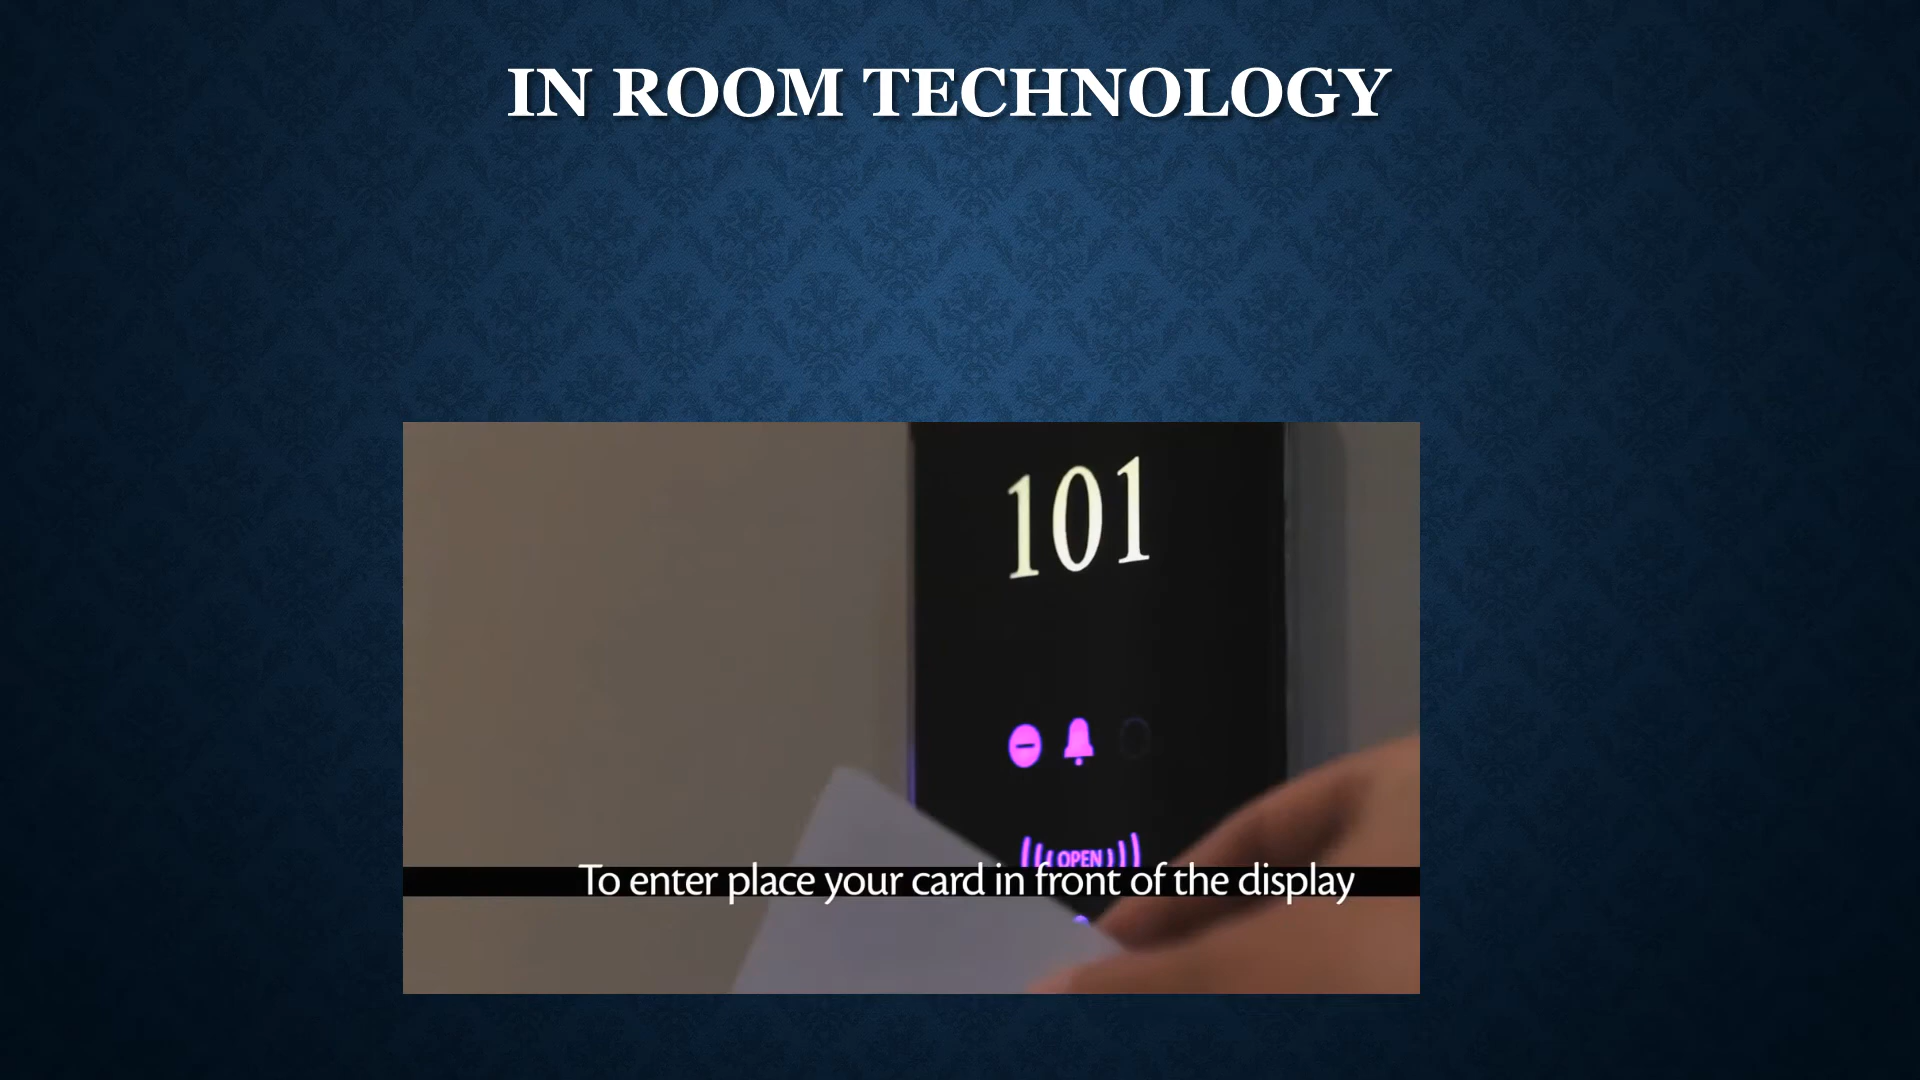 IN ROOM TECHNOLOGY
101
OPEN
To enter place your card in front of the display